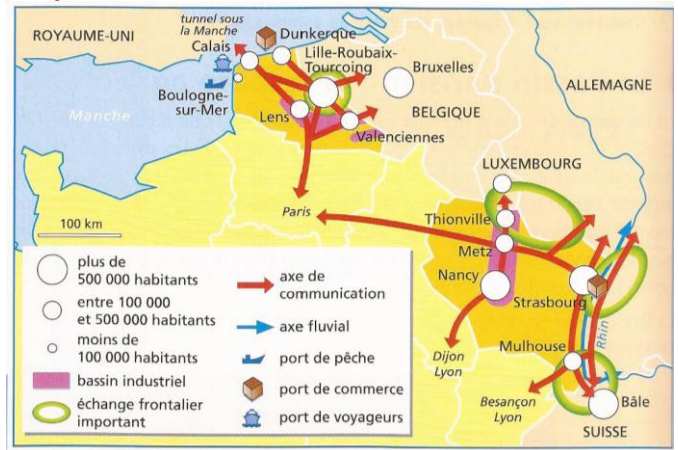 ROYAUME-UNI
tunnel sous
la Manche
Calais
Dunkerque
Lille-Roubaix-
Tourcoing
Bruxelles
ALLEMAGNE
Manche
Boulogne-
sur-Mer
Lens
BELGIQUE
Valenciennes
LUXEMBOURG
Paris
Thionville
Metz
Nancy
Strasbourg
Rhin
Mulhouse
Dijon
Lyon
Besançon
Lyon
Bâle
SUISSE
100 km
plus de
500 000 habitants
entre 100 000
et 500 000 habitants
moins de
100 000 habitants
bassin industriel
échange frontalier
important
axe de
communication
axe fluvial
port de pêche
port de commerce
port de voyageurs